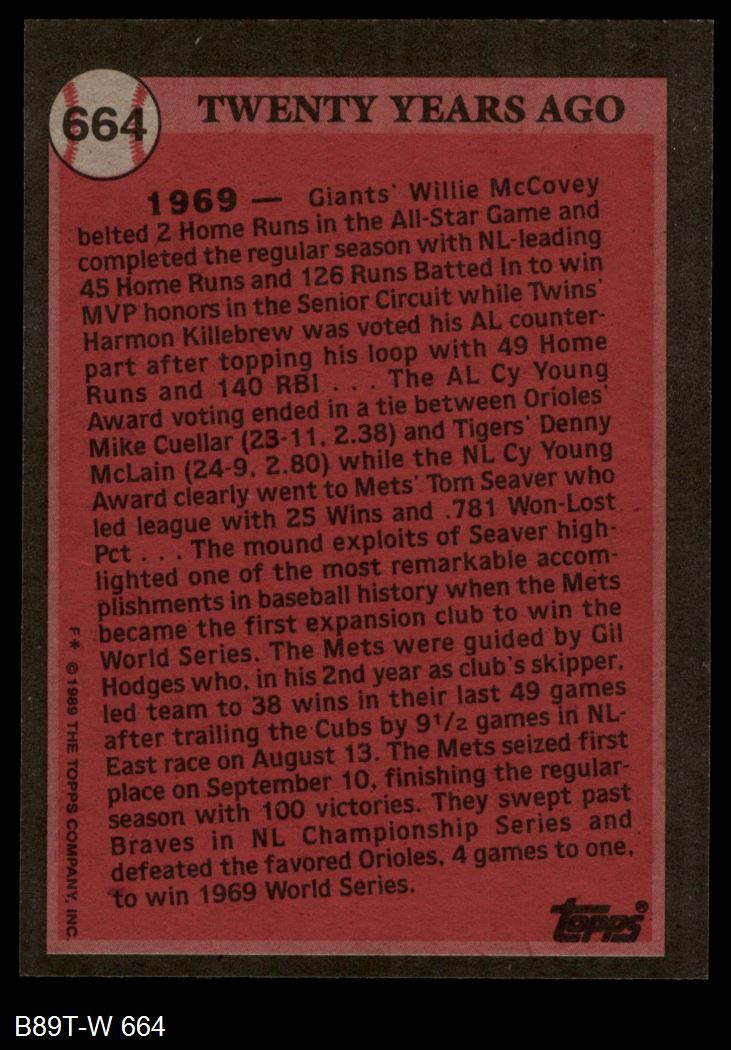 664
TWENTY YEARS AGO
1969 — Giants' Willie McCovey
belted 2 Home Runs in the All-Star Game and
completed the regular season with NL-leading
45 Home Runs and 126 Runs Batted In to win
MVP honors in the Senior Circuit while Twins'
Harmon Killebrew was voted his AL counter-
part after topping his loop with 49 Home
Runs and 140 RBI . . . The AL Cy Young
Award voting ended in a tie between Orioles'
Mike Cuellar (23-11, 2.38) and Tigers' Denny
McLain (24-9, 2.80) while the NL Cy Young
Award clearly went to Mets' Tom Seaver who
led league with 25 Wins and .781 Won-Lost
Pct . . . The mound exploits of Seaver high-
lighted one of the most remarkable accom-
plishments in baseball history when the Mets
became the first expansion club to win the
World Series. The Mets were guided by Gil
Hodges who, in his 2nd year as club's skipper,
led team to 38 wins in their last 49 games
after trailing the Cubs by 9 1/2 games in NL-
East race on August 13. The Mets seized first
place on September 10, finishing the regular-
season with 100 victories. They swept past
Braves in NL Championship Series and
defeated the favored Orioles, 4 games to one,
to win 1969 World Series.
F* © 1989 THE TOPPS COMPANY, INC.
topps®
B89T-W 664